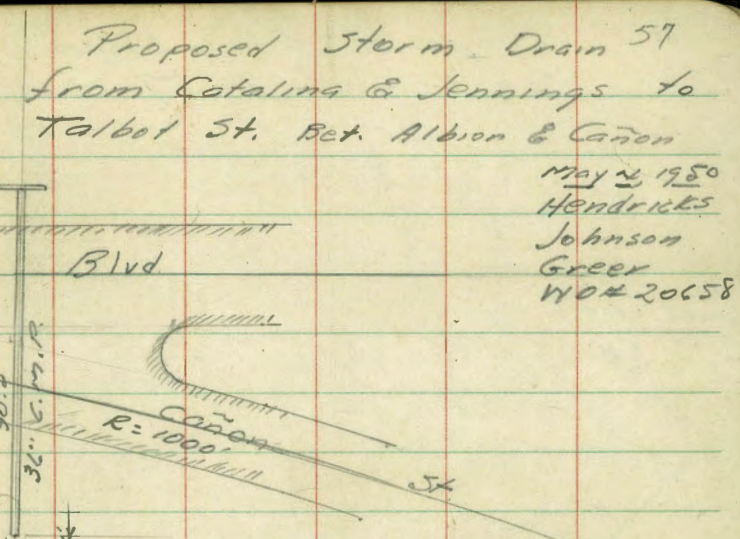 Proposed Storm Drain 57
from Catalina & Jennings to
Talbot St. Bet. Albion & Cañon
May 1950
Hendricks
Johnson
Greer
WO# 20658
Blvd
36" C.M.P.
Cañon
R=1000'
St.